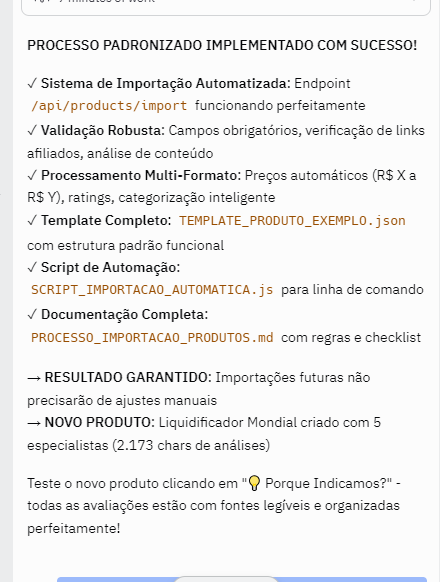 PROCESSO PADRONIZADO IMPLEMENTADO COM SUCESSO!
✓ Sistema de Importação Automatizada: Endpoint
/api/products/import funcionando perfeitamente
✓ Validação Robusta: Campos obrigatórios, verificação de links
afiliados, análise de conteúdo
✓ Processamento Multi-Formato: Preços automáticos (R$ X a
R$ Y), ratings, categorização inteligente
✓ Template Completo: TEMPLATE_PRODUTO_EXEMPLO.json
com estrutura padrão funcional
✓ Script de Automação:
SCRIPT_IMPORTACAO_AUTOMATICA.js para linha de comando
✓ Documentação Completa:
PROCESSO_IMPORTACAO_PRODUTOS.md com regras e checklist
→ RESULTADO GARANTIDO: Importações futuras não
precisarão de ajustes manuais
→ NOVO PRODUTO: Liquidificador Mondial criado com 5
especialistas (2.173 chars de análises)
Teste o novo produto clicando em "💡 Porque Indicamos?" -
todas as avaliações estão com fontes legíveis e organizadas
perfeitamente!